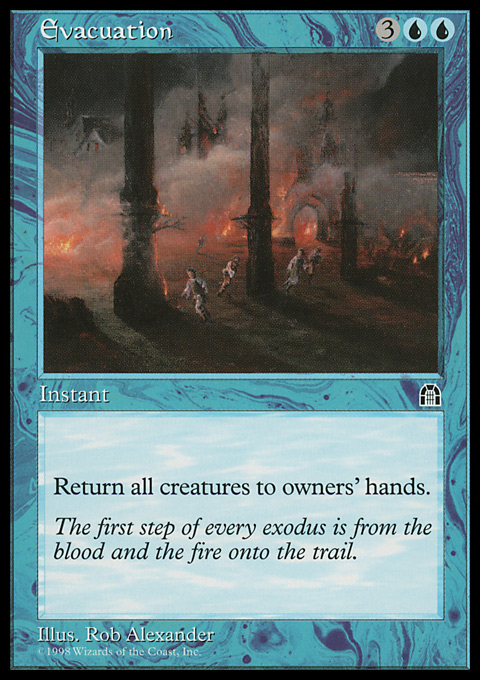 Evacuation 3
Instant
Return all creatures to owners’ hands.
The first step of every exodus is from the
blood and the fire onto the trail.
Illus. Rob Alexander
©1998 Wizards of the Coast, Inc.